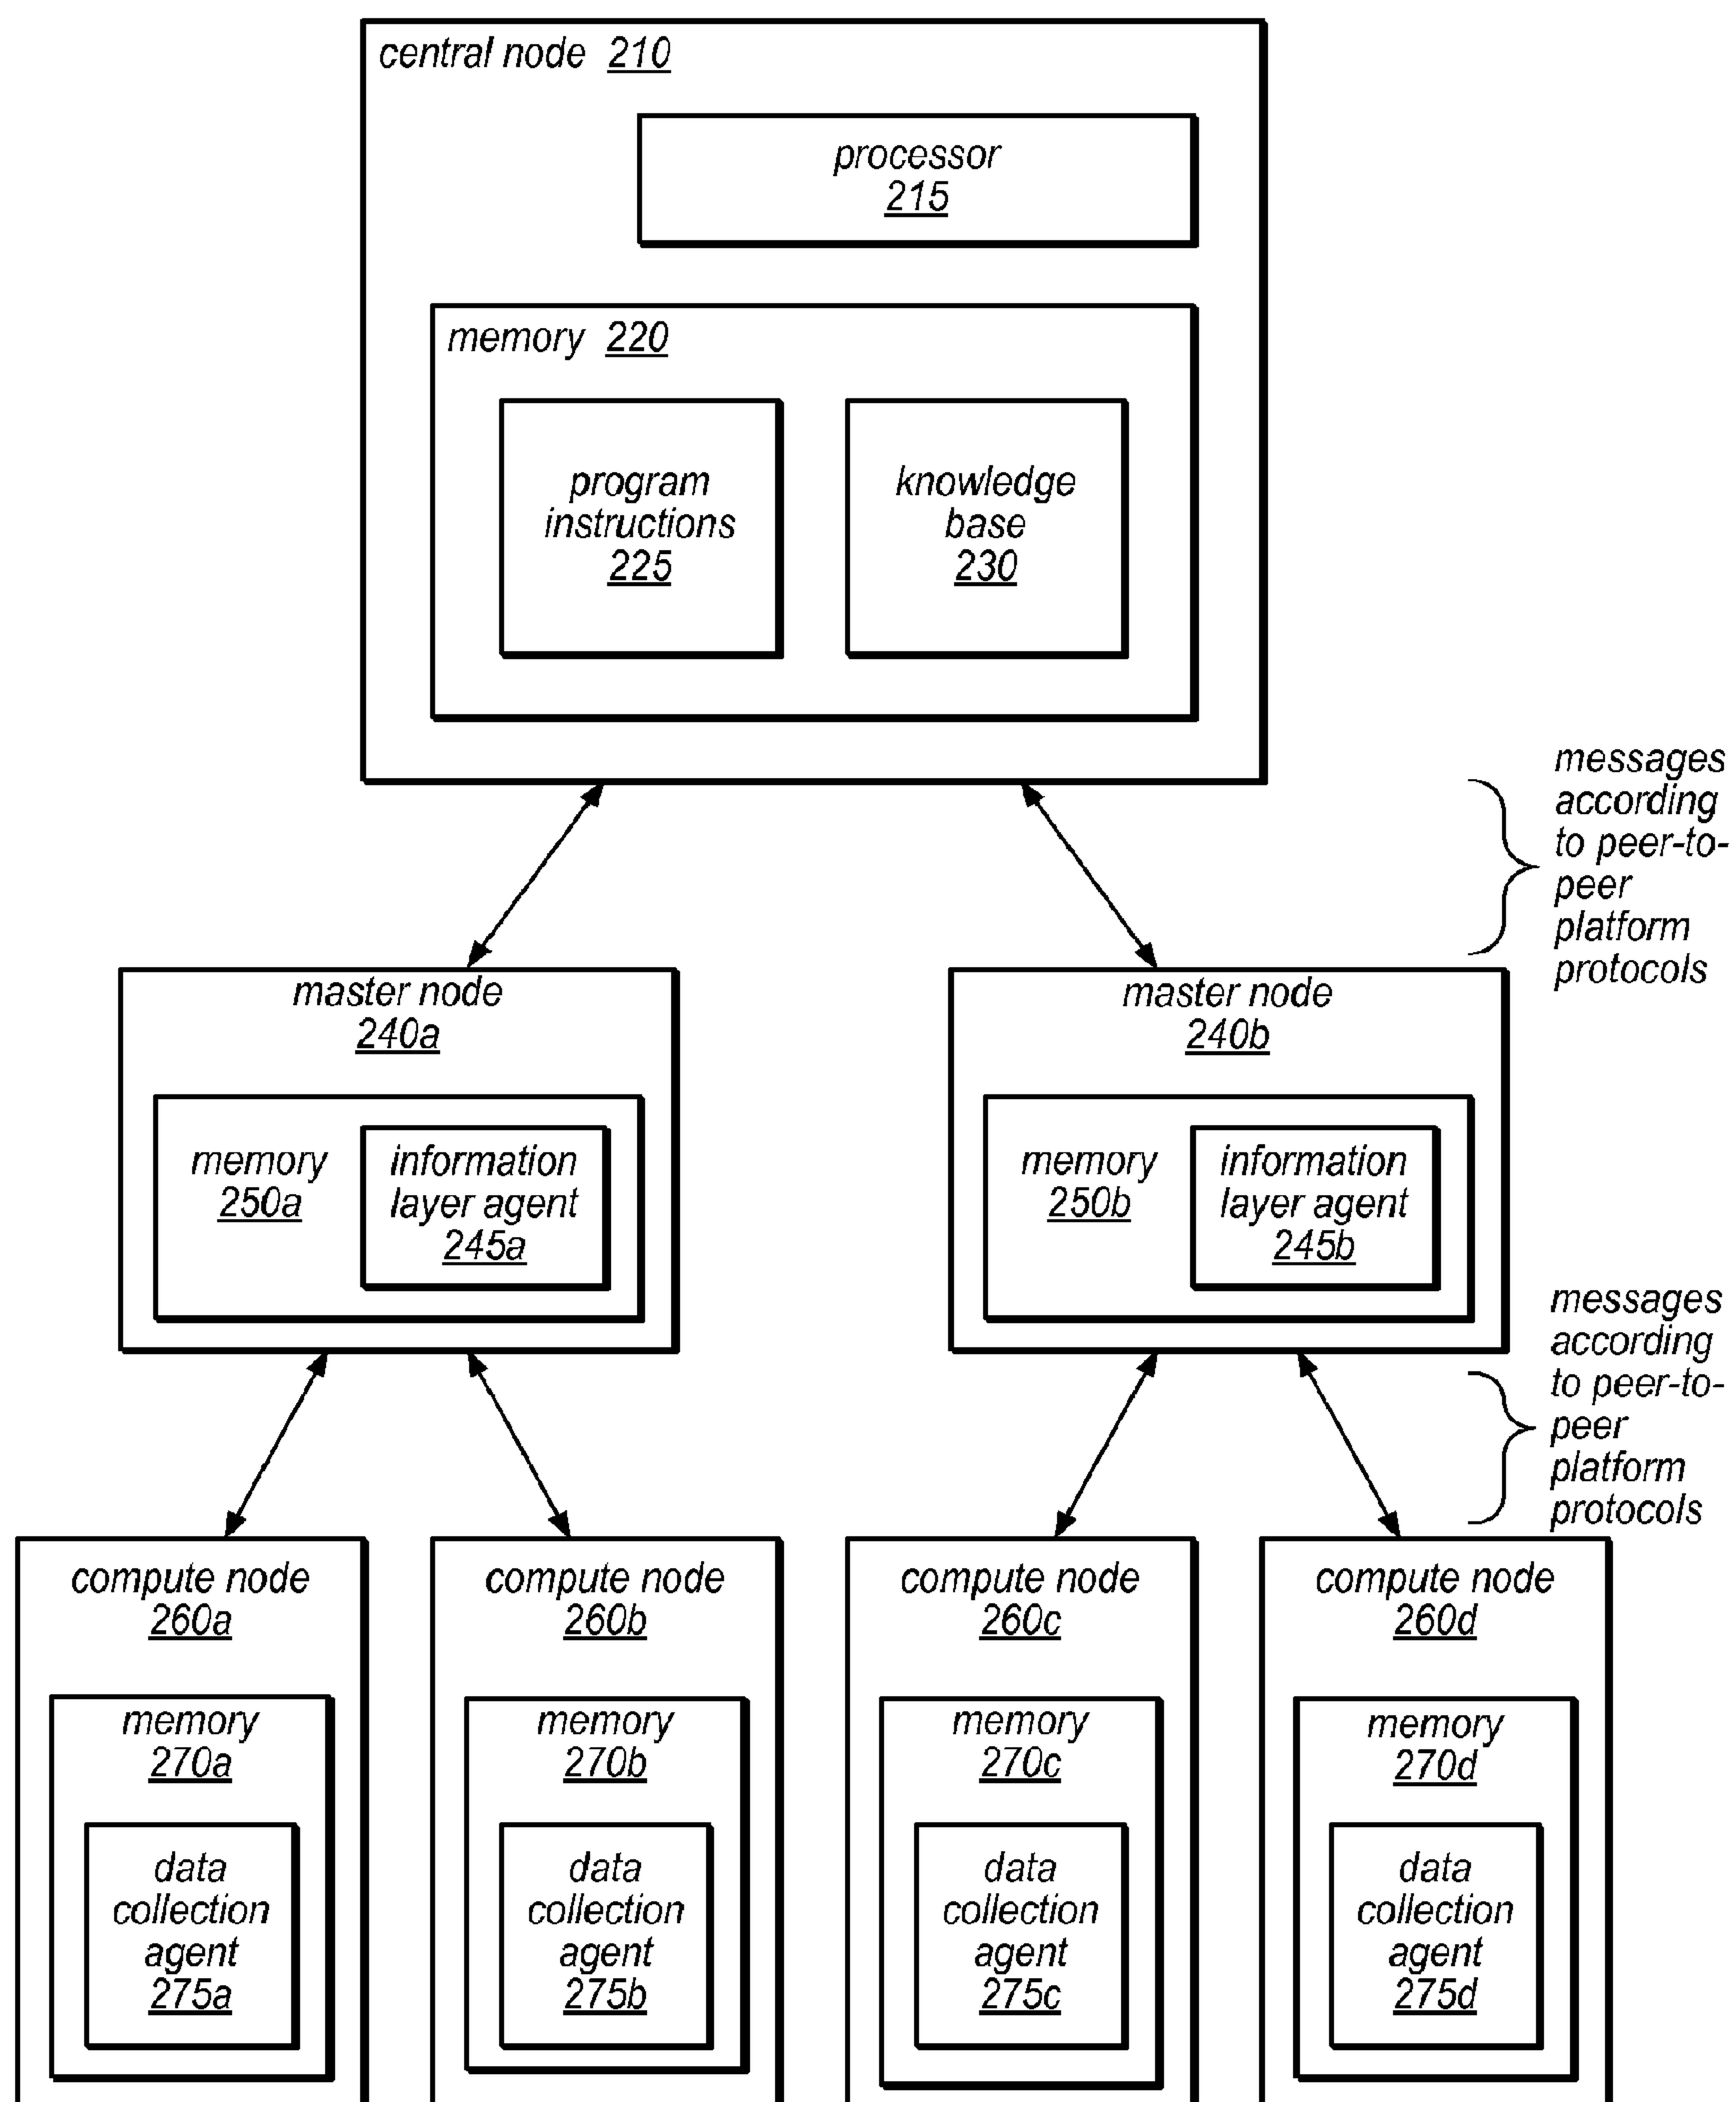 central node 210
processor
215
memory 220
program
instructions
225
knowledge
base
230
messages
according
to peer-to-
peer
platform
protocols
master node
240a
memory
250a
information
layer agent
245a
master node
240b
memory
250b
information
layer agent
245b
messages
according
to peer-to-
peer
platform
protocols
compute node
260a
memory
270a
data
collection
agent
275a
compute node
260b
memory
270b
data
collection
agent
275b
compute node
260c
memory
270c
data
collection
agent
275c
compute node
260d
memory
270d
data
collection
agent
275d